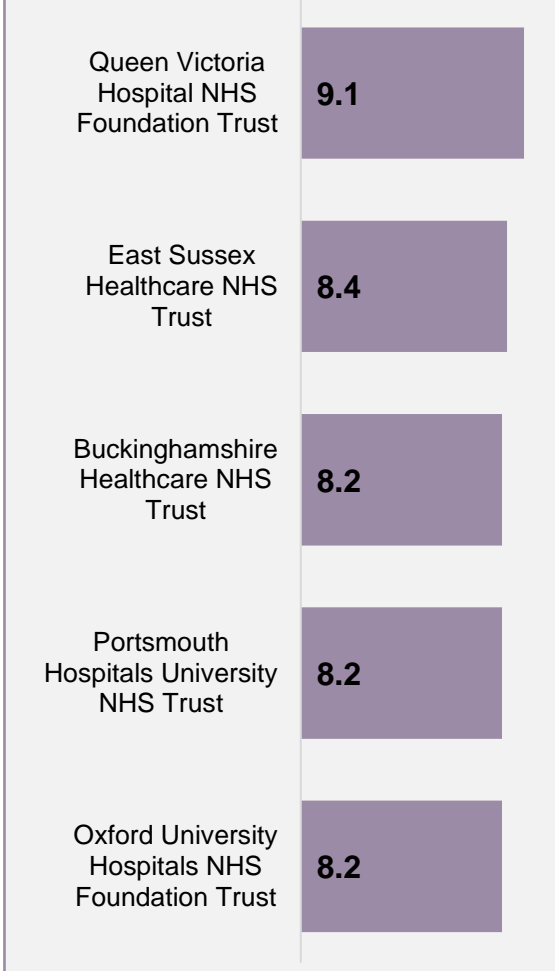 Queen Victoria
Hospital NHS
Foundation Trust
9.1
East Sussex
Healthcare NHS
Trust
8.4
Buckinghamshire
Healthcare NHS
Trust
8.2
Portsmouth
Hospitals University
NHS Trust
8.2
Oxford University
Hospitals NHS
Foundation Trust
8.2